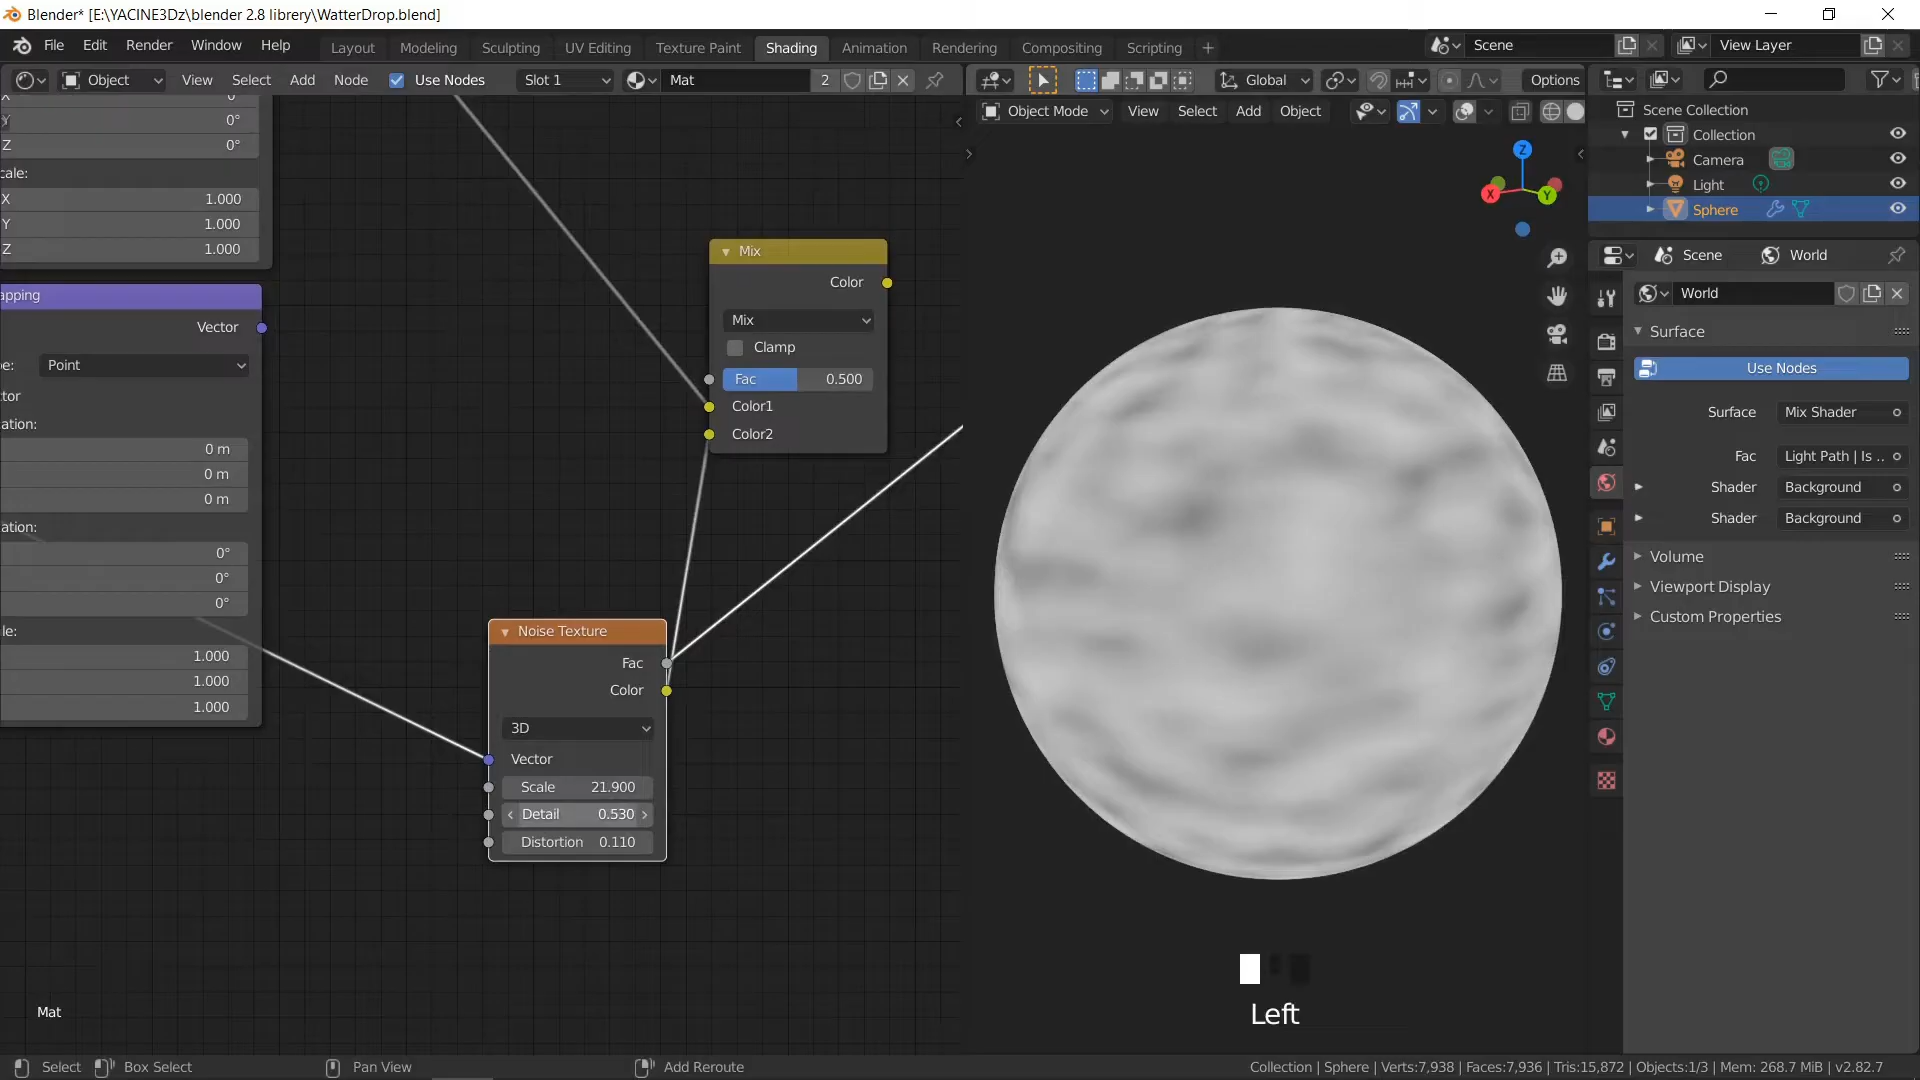 Blender* [E:\YACINE3Dz\blender 2.8 librery\WatterDrop.blend]
File Edit Render Window Help Layout Modeling Sculpting UV Editing Texture Paint Shading Animation Rendering Compositing Scripting + Scene View Layer
Object View Select Add Node Use Nodes Slot 1 Mat 2 Global Options
Object Mode View Select Add Object
X 0°
Y 0°
Z 0°
cale:
X 1.000
Y 1.000
Z 1.000
apping
Vector
e: Point
ctor
cation:
0 m
0 m
0 m
ation:
0°
0°
0°
le:
1.000
1.000
1.000
Mix
Color
Mix
Clamp
Fac 0.500
Color1
Color2
Noise Texture
Fac
Color
3D
Vector
Scale 21.900
Detail 0.530
Distortion 0.110
Mat
Z
X
Y
Left
Scene Collection
Collection
Camera
Light
Sphere
Scene World
World
Surface
Use Nodes
Surface Mix Shader
Fac Light Path | Is ..
Shader Background
Shader Background
Volume
Viewport Display
Custom Properties
Select Box Select Pan View Add Reroute Collection | Sphere | Verts:7,938 | Faces:7,936 | Tris:15,872 | Objects:1/3 | Mem: 268.7 MiB | v2.82.7